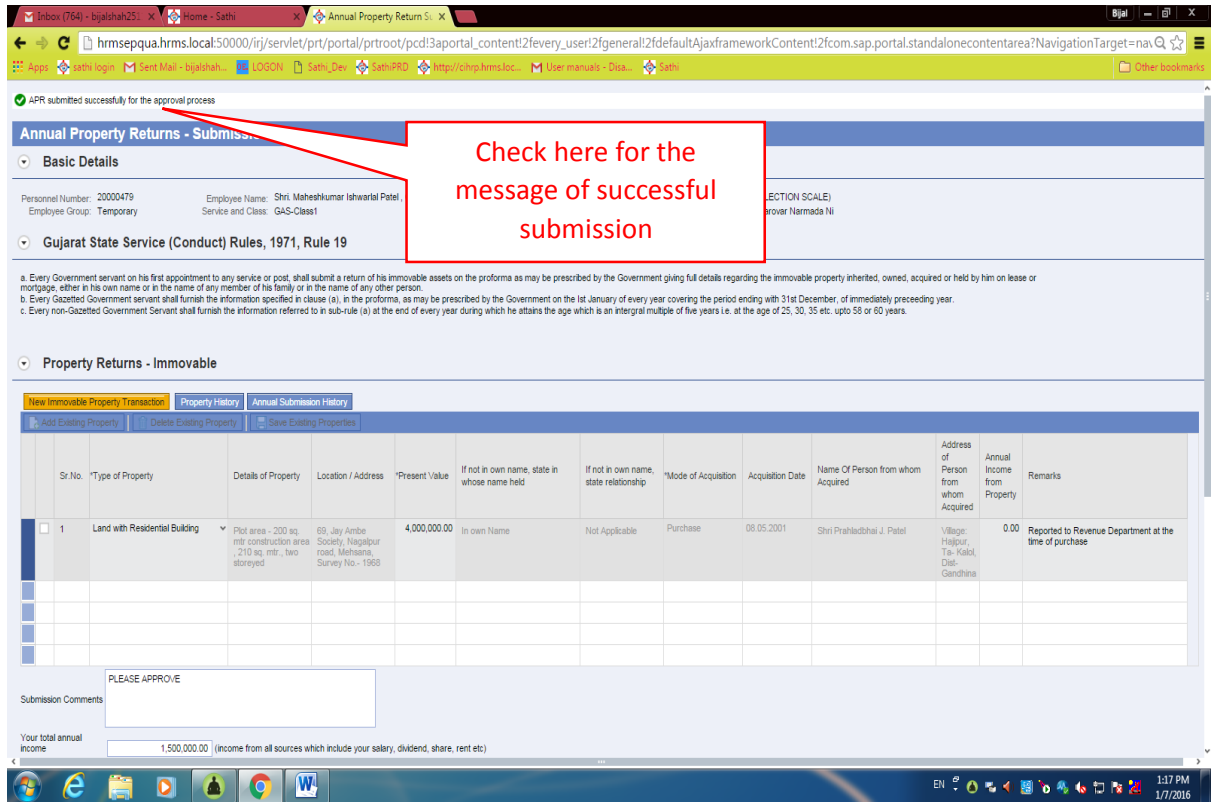 Inbox (764) - bijalshah251
Home - Sathi
Annual Property Return Su
Bijal
hrmsepqua.hrms.local:50000/irj/servlet/prt/portal/prtroot/pcd!3aportal_content!2fevery_user!2fgeneral!2fdefaultAjaxframeworkContent!2fcom.sap.portal.standalonecontentarea?NavigationTarget=nav
Apps sathi login Sent Mail - bijalshah... LOGON Sathi_Dev SathiPRD http://cihrp.hrms.loc... User manuals - Disa... Sathi Other bookmarks
APR submitted successfully for the approval process
Annual Property Returns - Submiss
Check here for the
message of successful
submission
Basic Details
Personnel Number: 20000479 Employee Name: Shri. Maheshkumar Ishwarlal Patel , LECTION SCALE)
Employee Group: Temporary Service and Class: GAS-Class1 arovar Narmada Ni
Gujarat State Service (Conduct) Rules, 1971, Rule 19
a. Every Government servant on his first appointment to any service or post, shall submit a return of his immovable assets on the proforma as may be prescribed by the Government giving full details regarding the immovable property inherited, owned, acquired or held by him on lease or
mortgage, either in his own name or in the name of any member of his family or in the name of any other person.
b. Every Gazetted Government servant shall furnish the information specified in clause (a), in the proforma, as may be prescribed by the Government on the Ist January of every year covering the period ending with 31st December, of immediately preceeding year.
c. Every non-Gazetted Government Servant shall furnish the information referred to in sub-rule (a) at the end of every year during which he attains the age which is an intergral multiple of five years i.e. at the age of 25, 30, 35 etc. upto 58 or 60 years.
Property Returns - Immovable
New Immovable Property Transaction Property History Annual Submission History
Add Existing Property Delete Existing Property Save Existing Properties
Sr.No. *Type of Property Details of Property Location / Address *Present Value
If not in own name, state in
whose name held
If not in own name,
state relationship
*Mode of Acquisition Acquisition Date
Name Of Person from whom
Acquired
Address
of
Person
from
whom
Acquired
Annual
Income
from
Property
Remarks
1 Land with Residential Building
Plot area - 200 sq.
mtr construction area
, 210 sq. mtr., two
storeyed
69, Jay Ambe
Society, Nagalpur
road, Mehsana,
Survey No.- 1968
4,000,000.00 In own Name Not Applicable Purchase 08.05.2001 Shri Prahladbhai J. Patel
Village:
Hajipur,
Ta- Kalol,
Dist-
Gandhina
0.00
Reported to Revenue Department at the
time of purchase
PLEASE APPROVE
Submission Comments
Your total annual
income
1,500,000.00 (income from all sources which include your salary, dividend, share, rent etc)
EN
1:17 PM
1/7/2016